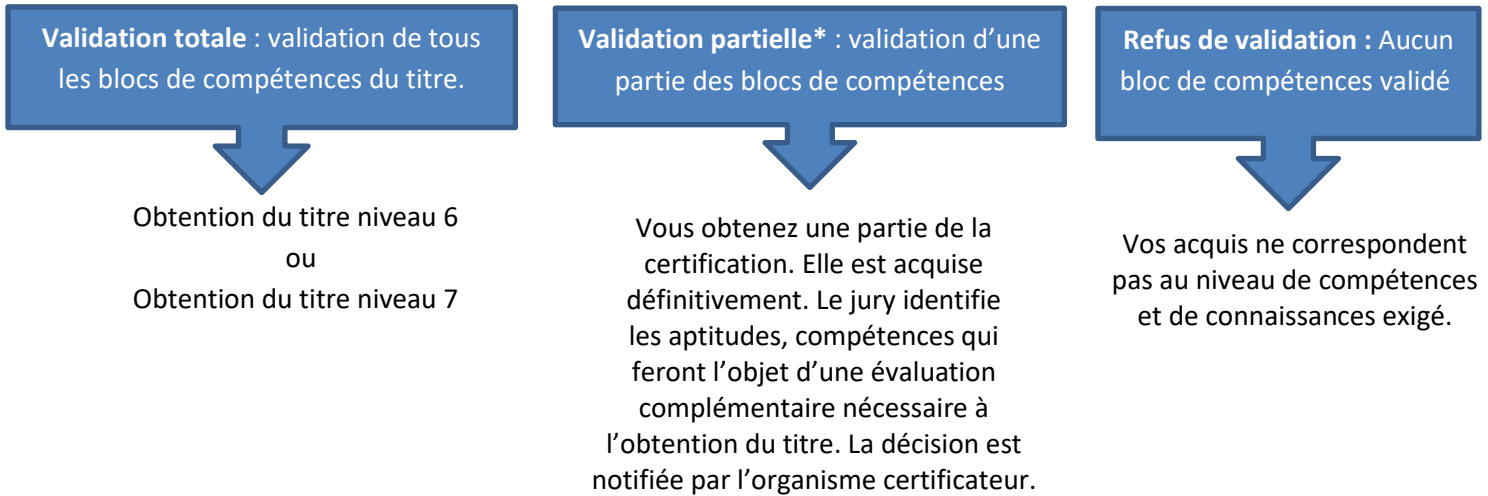 Validation totale : validation de tous
les blocs de compétences du titre.
Obtention du titre niveau 6
ou
Obtention du titre niveau 7
Validation partielle* : validation d’une
partie des blocs de compétences
Vous obtenez une partie de la
certification. Elle est acquise
définitivement. Le jury identifie
les aptitudes, compétences qui
feront l’objet d’une évaluation
complémentaire nécessaire à
l’obtention du titre. La décision est
notifiée par l’organisme certificateur.
Refus de validation : Aucun
bloc de compétences validé
Vos acquis ne correspondent
pas au niveau de compétences
et de connaissances exigé.